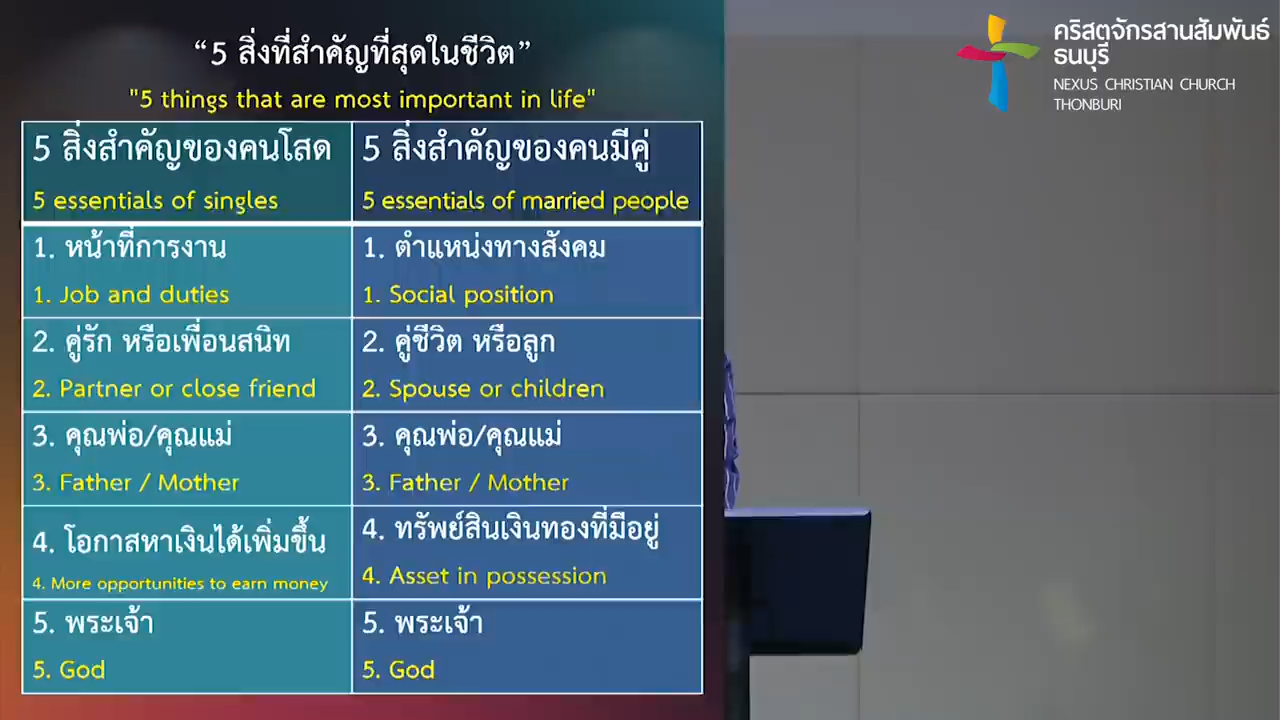 “5 สิ่งที่สำคัญที่สุดในชีวิต”
"5 things that are most important in life"
5 สิ่งสำคัญของคนโสด
5 essentials of singles
5 สิ่งสำคัญของคนมีคู่
5 essentials of married people
1. หน้าที่การงาน
1. Job and duties
1. ตำแหน่งทางสังคม
1. Social position
2. คู่รัก หรือเพื่อนสนิท
2. Partner or close friend
2. คู่ชีวิต หรือลูก
2. Spouse or children
3. คุณพ่อ/คุณแม่
3. Father / Mother
3. คุณพ่อ/คุณแม่
3. Father / Mother
4. โอกาสหาเงินได้เพิ่มขึ้น
4. More opportunities to earn money
4. ทรัพย์สินเงินทองที่มีอยู่
4. Asset in possession
5. พระเจ้า
5. God
5. พระเจ้า
5. God
คริสตจักรสานสัมพันธ์
ธนบุรี
NEXUS CHRISTIAN CHURCH
THONBURI